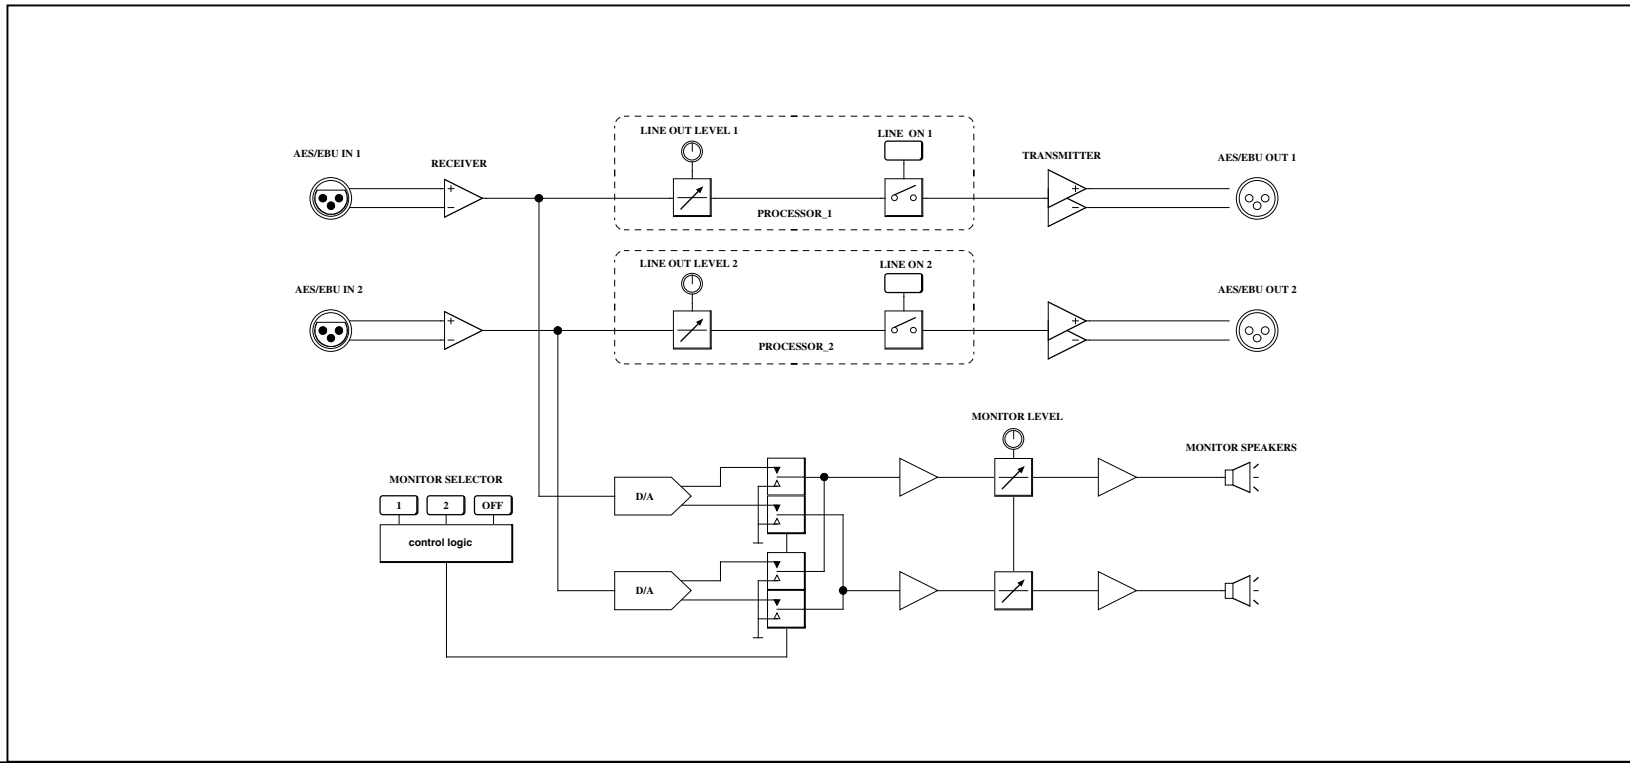 LINE OUT LEVEL 1
LINE ON 1
AES/EBU IN 1
RECEIVER
TRANSMITTER
AES/EBU OUT 1
+
−
+
−
PROCESSOR_1
LINE OUT LEVEL 2
LINE ON 2
AES/EBU IN 2
AES/EBU OUT 2
+
−
+
−
PROCESSOR_2
MONITOR LEVEL
MONITOR SPEAKERS
MONITOR SELECTOR
1 2 OFF
D/A
control logic
D/A